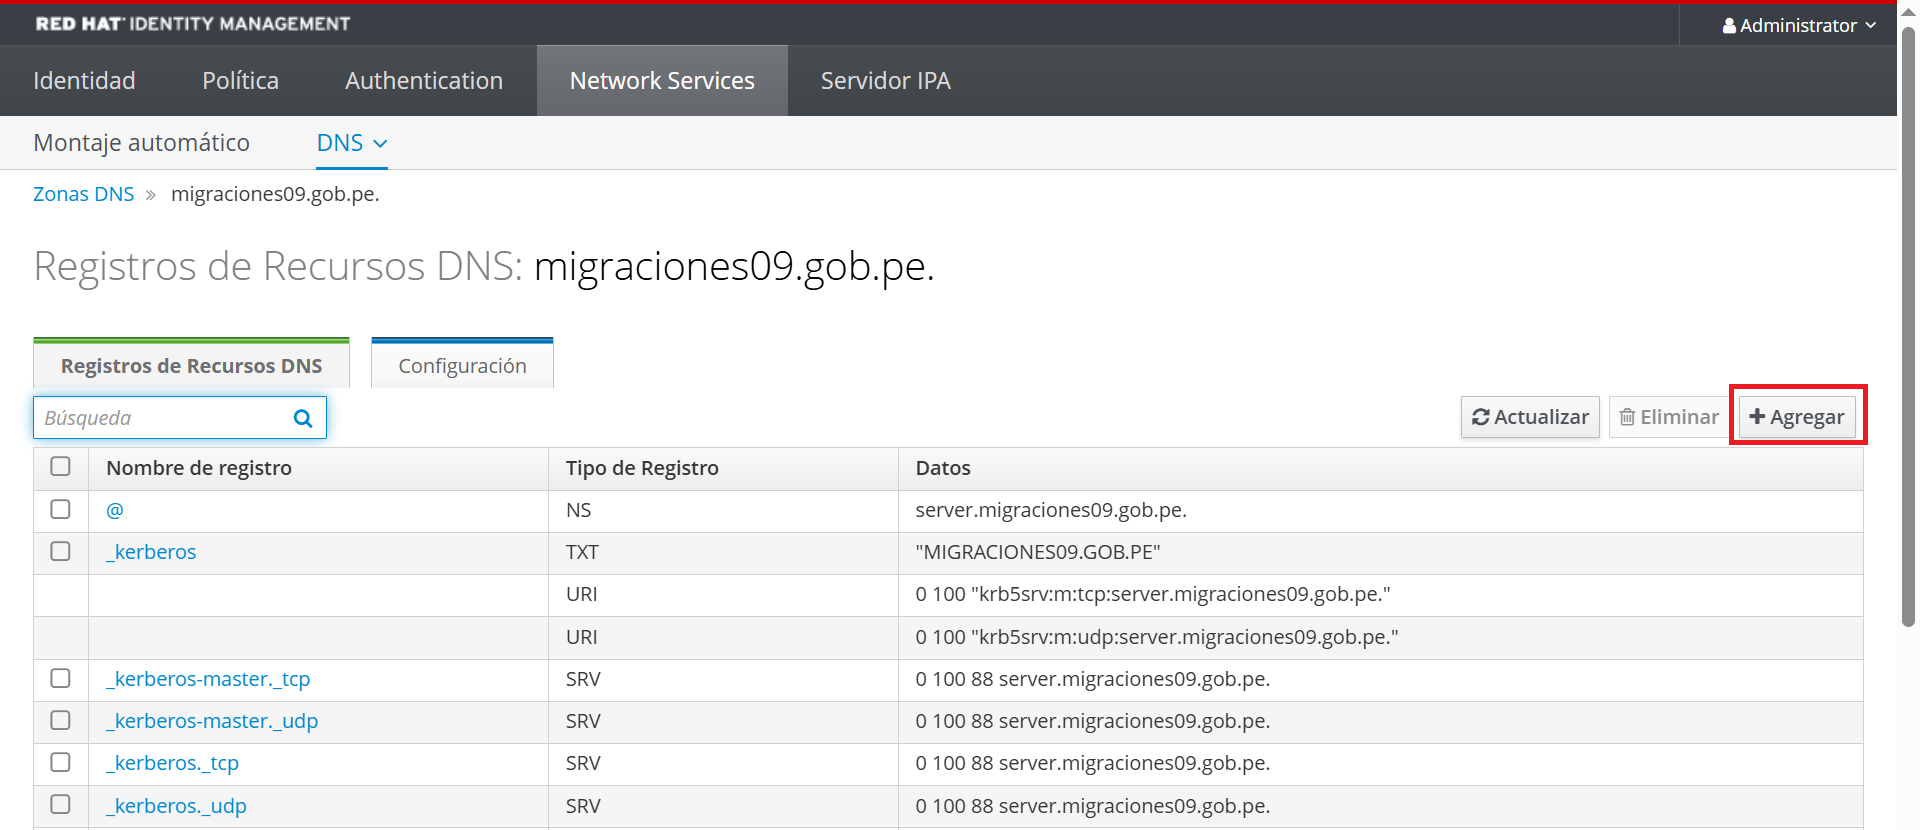 RED HAT IDENTITY MANAGEMENT
Administrator
Identidad Política Authentication Network Services Servidor IPA
Montaje automático DNS
Zonas DNS » migraciones09.gob.pe.
Registros de Recursos DNS: migraciones09.gob.pe.
Registros de Recursos DNS Configuración
Búsqueda
Actualizar Eliminar Agregar
Nombre de registro Tipo de Registro Datos
@ NS server.migraciones09.gob.pe.
_kerberos TXT "MIGRACIONES09.GOB.PE"
URI 0 100 "krb5srv:m:tcp:server.migraciones09.gob.pe."
URI 0 100 "krb5srv:m:udp:server.migraciones09.gob.pe."
_kerberos-master._tcp SRV 0 100 88 server.migraciones09.gob.pe.
_kerberos-master._udp SRV 0 100 88 server.migraciones09.gob.pe.
_kerberos._tcp SRV 0 100 88 server.migraciones09.gob.pe.
_kerberos._udp SRV 0 100 88 server.migraciones09.gob.pe.